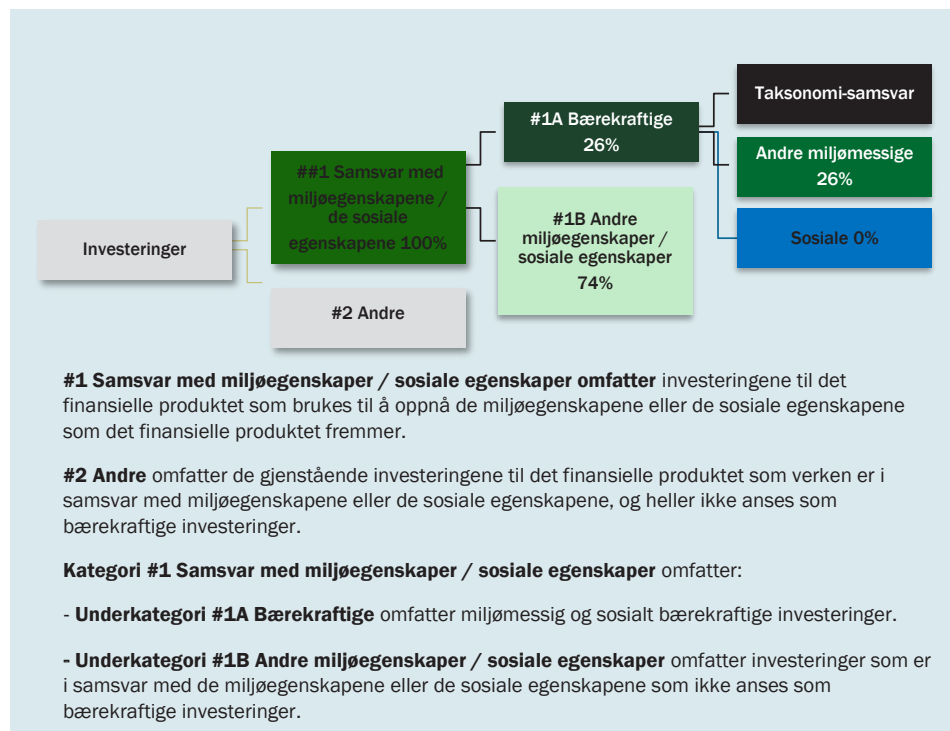 Investeringer
##1 Samsvar med
miljøegenskapene /
de sosiale
egenskapene 100%
#2 Andre
#1A Bærekraftige
26%
#1B Andre
miljøegenskaper /
sosiale egenskaper
74%
Taksonomi-samsvar
Andre miljømessige
26%
Sosiale 0%
#1 Samsvar med miljøegenskaper / sosiale egenskaper omfatter investeringene til det
finansielle produktet som brukes til å oppnå de miljøegenskapene eller de sosiale egenskapene
som det finansielle produktet fremmer.
#2 Andre omfatter de gjenstående investeringene til det finansielle produktet som verken er i
samsvar med miljøegenskapene eller de sosiale egenskapene, og heller ikke anses som
bærekraftige investeringer.
Kategori #1 Samsvar med miljøegenskaper / sosiale egenskaper omfatter:
- Underkategori #1A Bærekraftige omfatter miljømessig og sosialt bærekraftige investeringer.
- Underkategori #1B Andre miljøegenskaper / sosiale egenskaper omfatter investeringer som er
i samsvar med de miljøegenskapene eller de sosiale egenskapene som ikke anses som
bærekraftige investeringer.